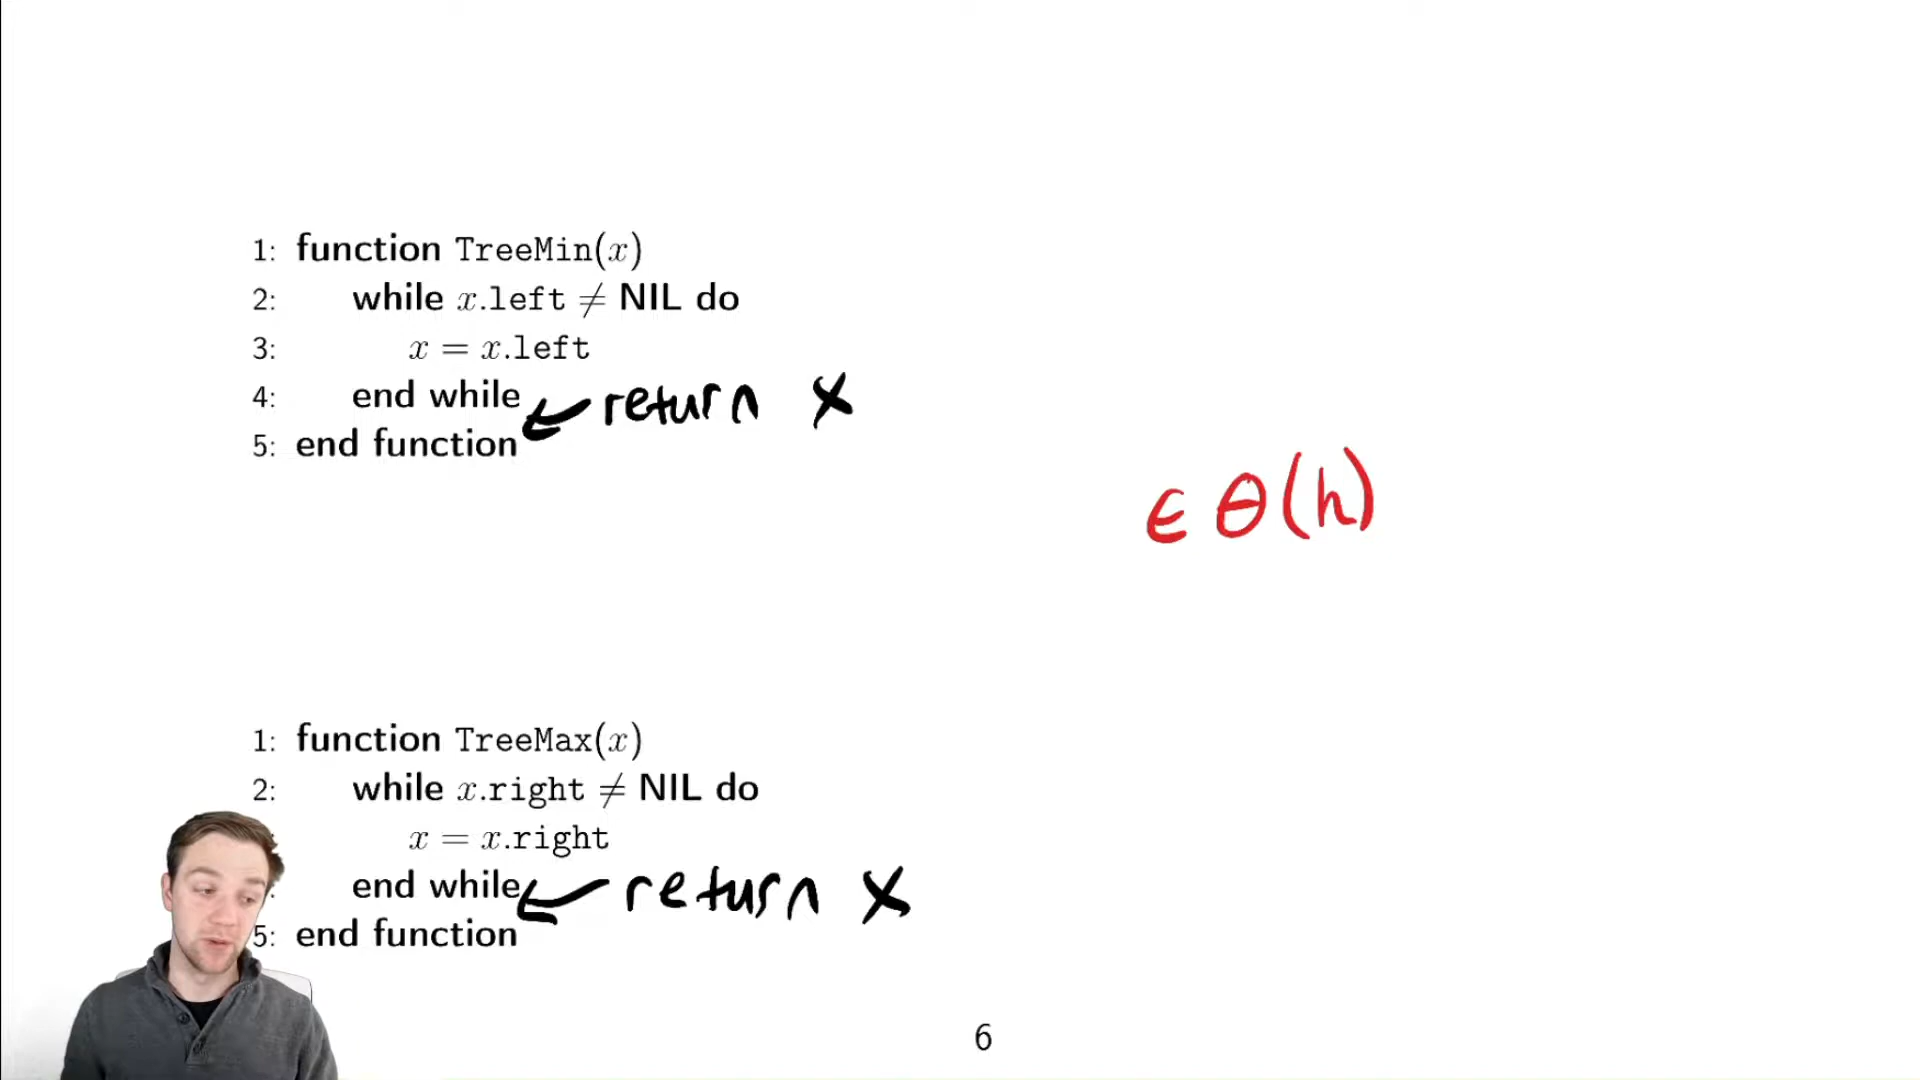 1: function TreeMin(x)
2: while x.left ≠ NIL do
3: x = x.left
4: end while ← return x
5: end function
∈ Θ(h)
1: function TreeMax(x)
2: while x.right ≠ NIL do
x = x.right
end while ← return x
5: end function
6